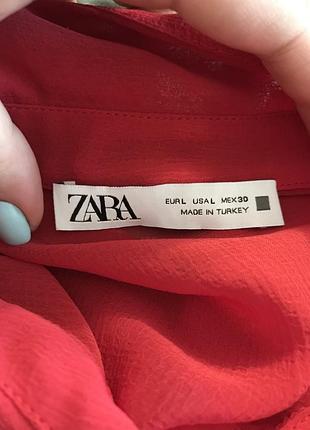 ZARA
EUR L USA L MEX 30
MADE IN TURKEY